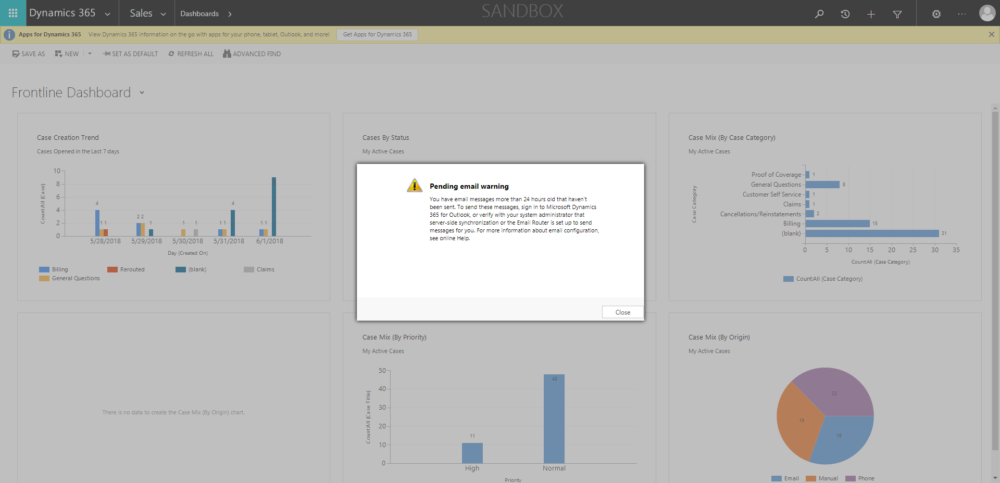 Dynamics 365
Sales
Dashboards
SANDBOX
Apps for Dynamics 365 View Dynamics 365 information on the go with apps for your phone, tablet, Outlook, and more! Get Apps for Dynamics 365
SAVE AS NEW SET AS DEFAULT REFRESH ALL ADVANCED FIND
Frontline Dashboard
Case Creation Trend
Cases Opened in the Last 7 days
Count:All (Case)
10
8
6
4
2
0
4
1 1
2 2
1
1
1
1 1
4
1 1
5/28/2018 5/29/2018 5/30/2018 5/31/2018 6/1/2018
Day (Created On)
Billing Rerouted (blank) Claims
General Questions
Cases By Status
My Active Cases
Pending email warning
You have email messages more than 24 hours old that haven't
been sent. To send these messages, sign in to Microsoft Dynamics
365 for Outlook, or verify with your system administrator that
server-side synchronization or the Email Router is set up to send
messages for you. For more information about email configuration,
see online Help.
Close
Case Mix (By Case Category)
My Active Cases
Case Category
Proof of Coverage 1
General Questions 8
Customer Self Service 1
Claims 1
Cancellations/Reinstatements 2
Billing 15
(blank) 31
0 5 10 15 20 25 30 35
Count:All (Case Category)
Count:All (Case Category)
There is no data to create the Case Mix (By Origin) chart.
Case Mix (By Priority)
My Active Cases
Count:All (Case Title)
50
40
30
20
10
0
11
48
High Normal
Priority
Case Mix (By Origin)
My Active Cases
22
19
18
Email Manual Phone